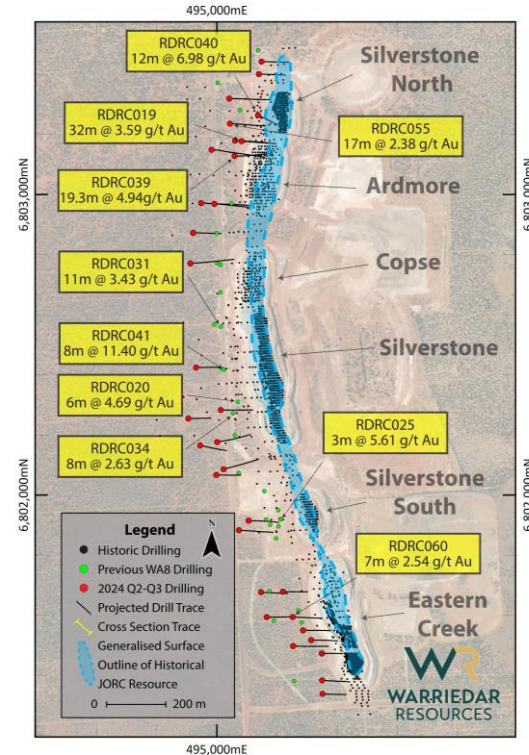 495,000mE
RDRC040
12m @ 6.98 g/t Au
Silverstone
North
RDRC019
32m @ 3.59 g/t Au
RDRC055
17m @ 2.38 g/t Au
6,803,000mN
6,803,000mN
RDRC039
19.3m @ 4.94g/t Au
Ardmore
RDRC031
11m @ 3.43 g/t Au
Copse
RDRC041
8m @ 11.40 g/t Au
Silverstone
RDRC020
6m @ 4.69 g/t Au
RDRC025
3m @ 5.61 g/t Au
RDRC034
8m @ 2.63 g/t Au
6,802,000mN
6,802,000mN
Silverstone
South
RDRC060
7m @ 2.54 g/t Au
Eastern
Creek
Legend
N
Historic Drilling
Previous WA8 Drilling
2024 Q2-Q3 Drilling
Projected Drill Trace
Cross Section Trace
Generalised Surface
Outline of Historical
JORC Resource
0 200 m
WR
WARRIEDAR
RESOURCES
495,000mE